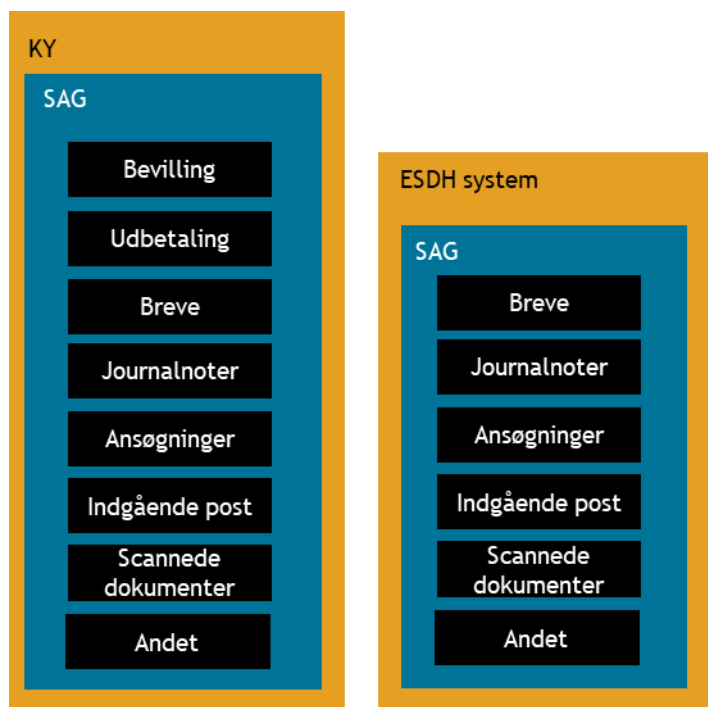 KY
SAG
Bevilling
Udbetaling
Breve
Journalnoter
Ansøgninger
Indgående post
Scannede
dokumenter
Andet
ESDH system
SAG
Breve
Journalnoter
Ansøgninger
Indgående post
Scannede
dokumenter
Andet